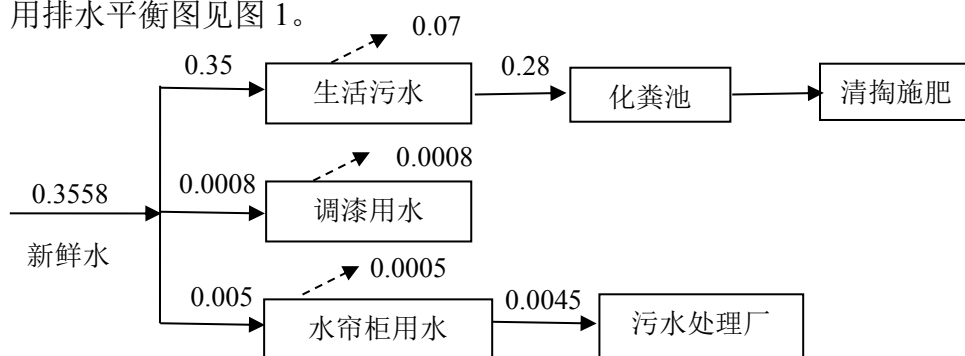 用排水平衡图见图 1。
0.07
0.35
生活污水
0.28
化粪池
清掏施肥
0.0008
0.0008
调漆用水
0.3558
新鲜水
0.0005
0.005
水帘柜用水
0.0045
污水处理厂